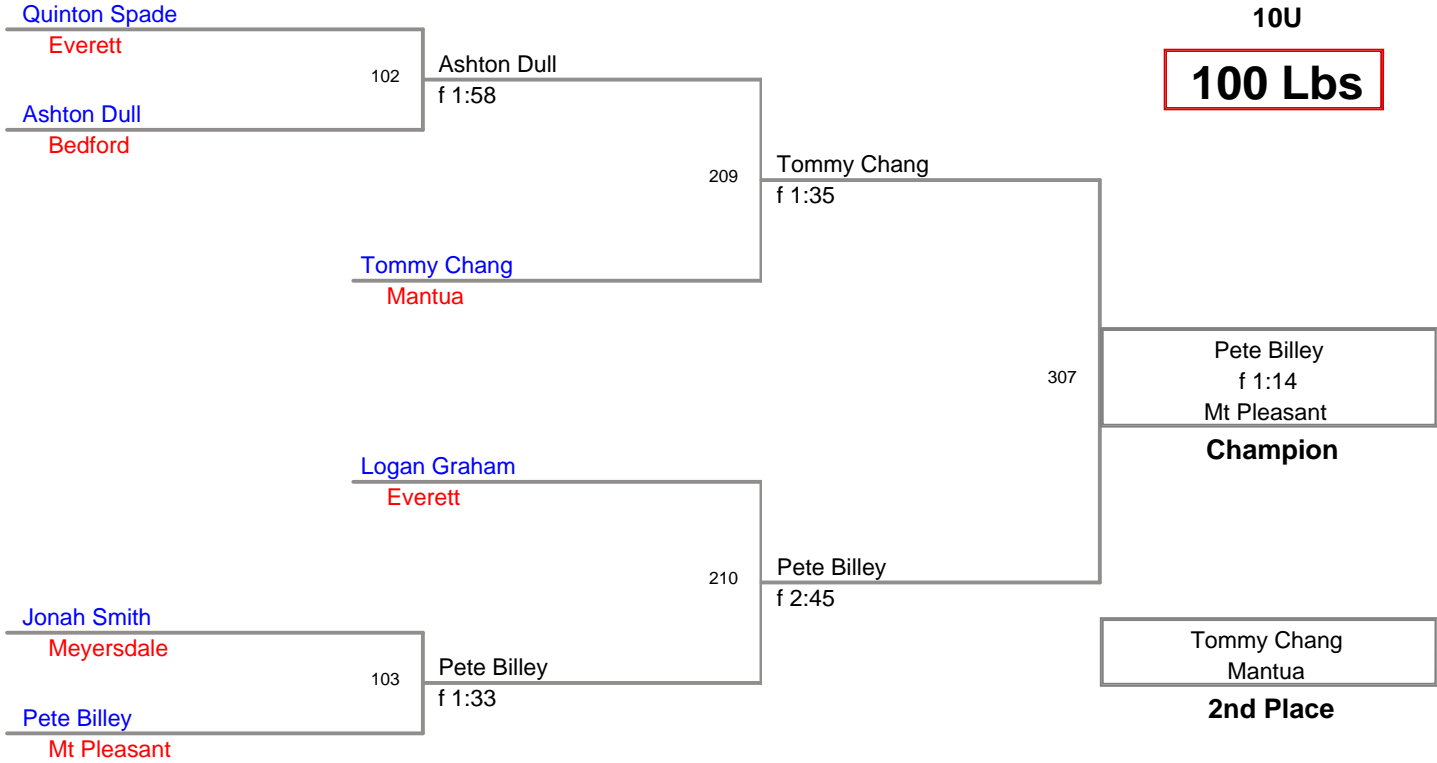 Quinton Spade
Everett
102
Ashton Dull
Bedford
Ashton Dull
f 1:58
209
Tommy Chang
Mantua
Tommy Chang
f 1:35
10U
100 Lbs
307
Pete Billey
f 1:14
Mt Pleasant
Champion
Logan Graham
Everett
210
Pete Billey
f 2:45
Jonah Smith
Meyersdale
103
Pete Billey
Mt Pleasant
Pete Billey
f 1:33
Tommy Chang
Mantua
2nd Place